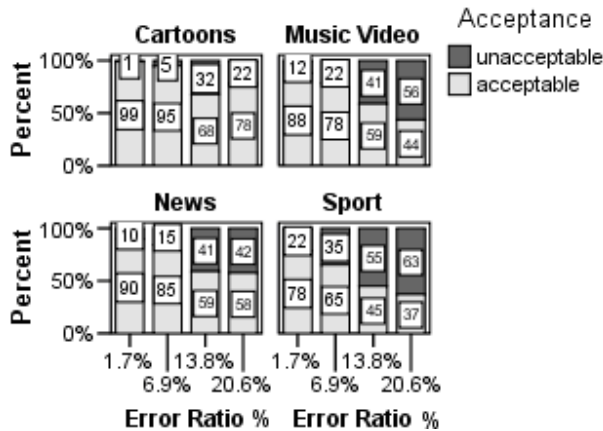 Acceptance
unacceptable
acceptable
Cartoons
Music Video
Percent
100%
50%
0%
1 5 32 22
99 95 68 78
12 22 41 56
88 78 59 44
News
Sport
Percent
100%
50%
0%
10 15 41 42
90 85 59 58
22 35 55 63
78 65 45 37
1.7% 13.8% 1.7% 13.8%
6.9% 20.6% 6.9% 20.6%
Error Ratio % Error Ratio %